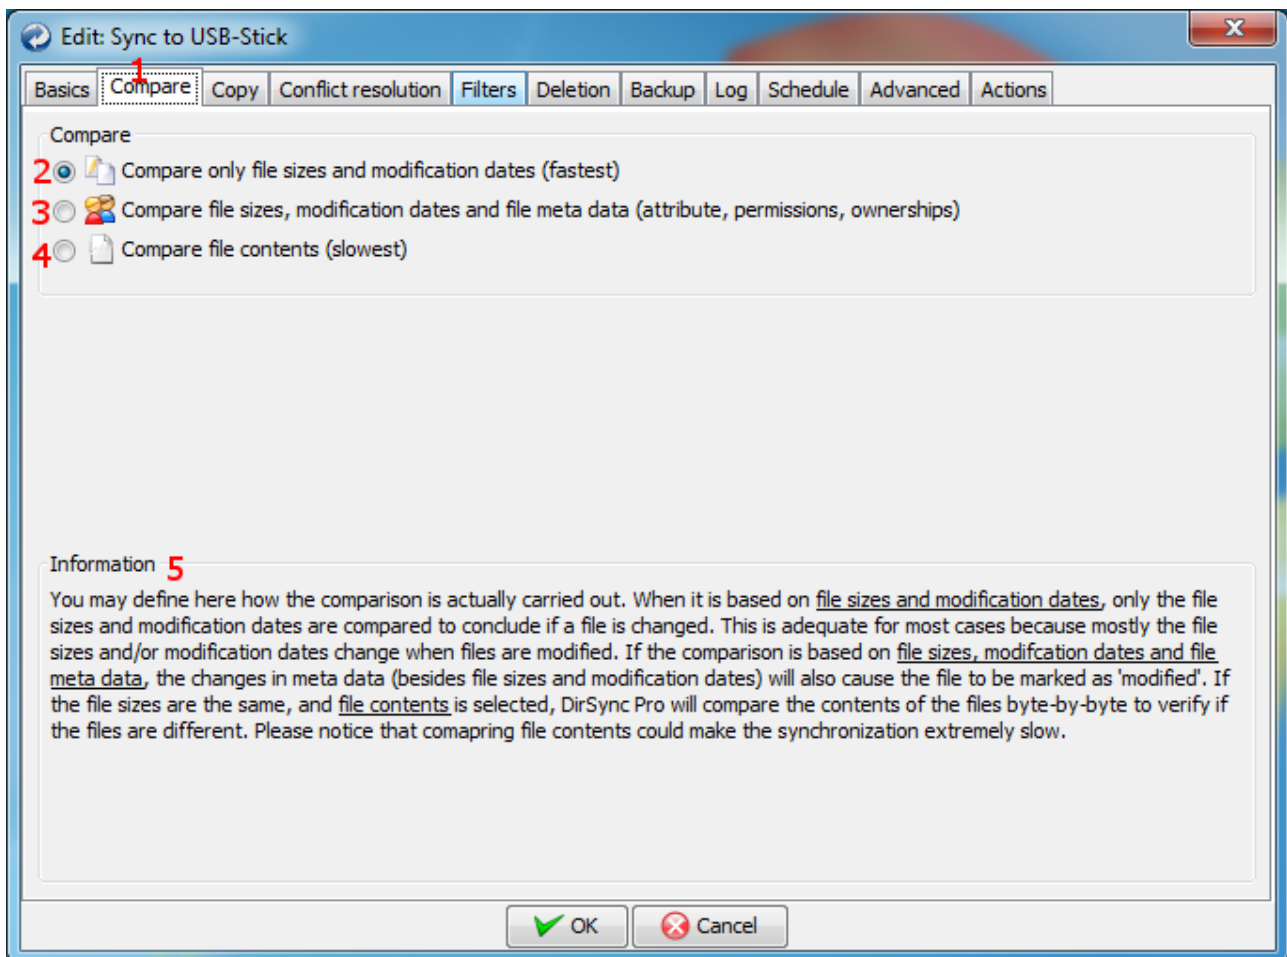 Edit: Sync to USB-Stick
x
1
Basics Compare Copy Conflict resolution Filters Deletion Backup Log Schedule Advanced Actions
Compare
2 Compare only file sizes and modification dates (fastest)
3 Compare file sizes, modification dates and file meta data (attribute, permissions, ownerships)
4 Compare file contents (slowest)
Information 5
You may define here how the comparison is actually carried out. When it is based on file sizes and modification dates, only the file
sizes and modification dates are compared to conclude if a file is changed. This is adequate for most cases because mostly the file
sizes and/or modification dates change when files are modified. If the comparison is based on file sizes, modifcation dates and file
meta data, the changes in meta data (besides file sizes and modification dates) will also cause the file to be marked as 'modified'. If
the file sizes are the same, and file contents is selected, DirSync Pro will compare the contents of the files byte-by-byte to verify if
the files are different. Please notice that comapring file contents could make the synchronization extremely slow.
OK Cancel